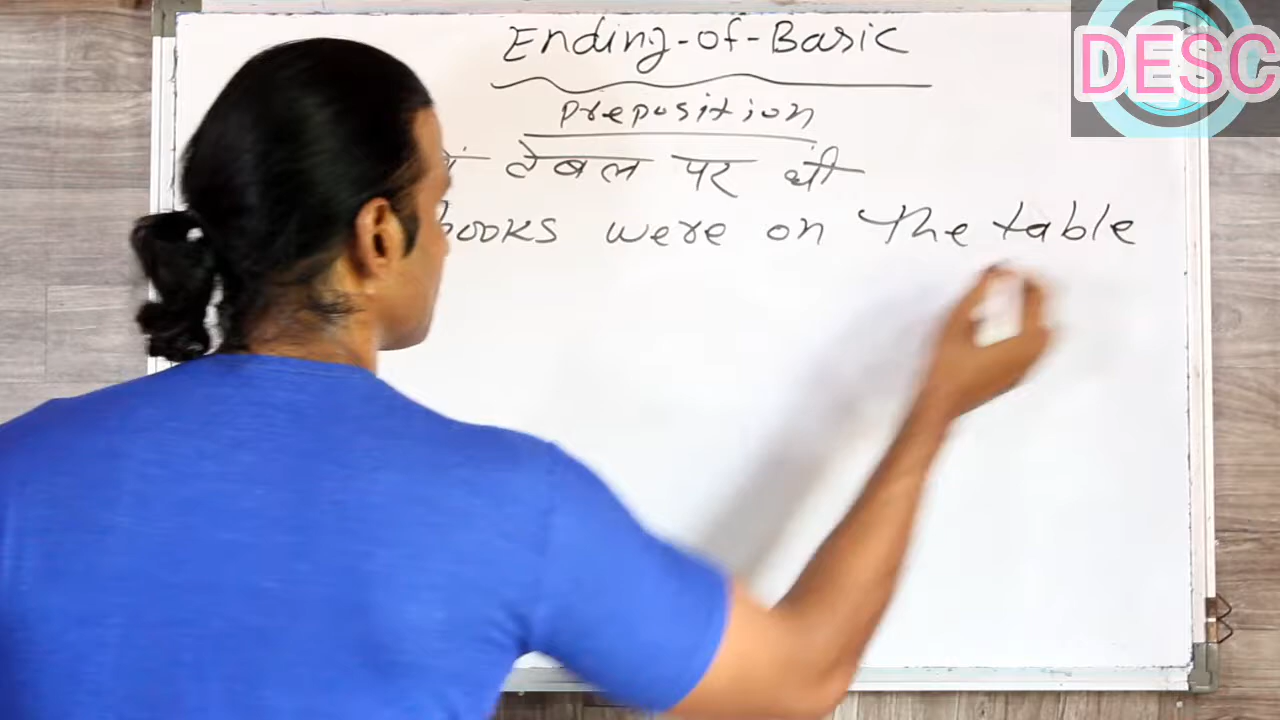 Ending-of-Basic
DESC
preposition
टेबल पर थी
books were on the table